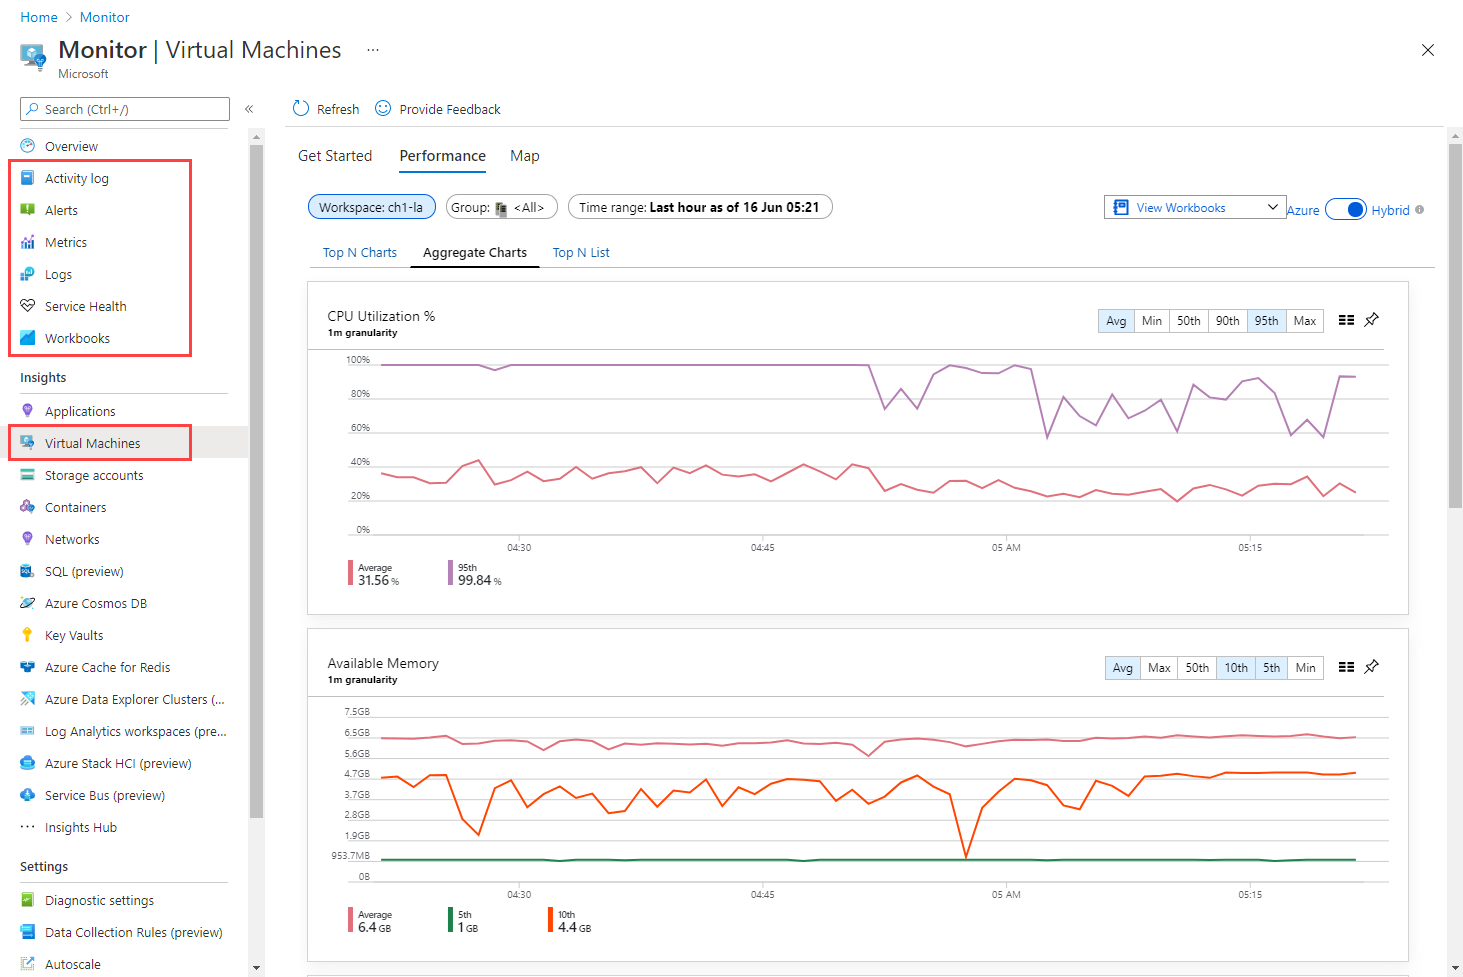 Home > Monitor
Monitor | Virtual Machines ...
Microsoft
Search (Ctrl+/)
«
Overview
Activity log
Alerts
Metrics
Logs
Service Health
Workbooks
Insights
Applications
Virtual Machines
Storage accounts
Containers
Networks
SQL (preview)
Azure Cosmos DB
Key Vaults
Azure Cache for Redis
Azure Data Explorer Clusters (...
Log Analytics workspaces (pre...
Azure Stack HCI (preview)
Service Bus (preview)
Insights Hub
Settings
Diagnostic settings
Data Collection Rules (preview)
Autoscale
Refresh Provide Feedback
Get Started Performance Map
Workspace: ch1-la Group: <All> Time range: Last hour as of 16 Jun 05:21
View Workbooks
Azure Hybrid
Top N Charts Aggregate Charts Top N List
CPU Utilization %
1m granularity
Avg Min 50th 90th 95th Max
100%
80%
60%
40%
20%
0%
04:30 04:45 05 AM 05:15
Average 95th
31.56 % 99.84 %
Available Memory
1m granularity
Avg Max 50th 10th 5th Min
7.5GB
6.5GB
5.6GB
4.7GB
3.7GB
2.8GB
1.9GB
953.7MB
0B
04:30 04:45 05 AM 05:15
Average 5th 10th
6.4 GB 1 GB 4.4 GB